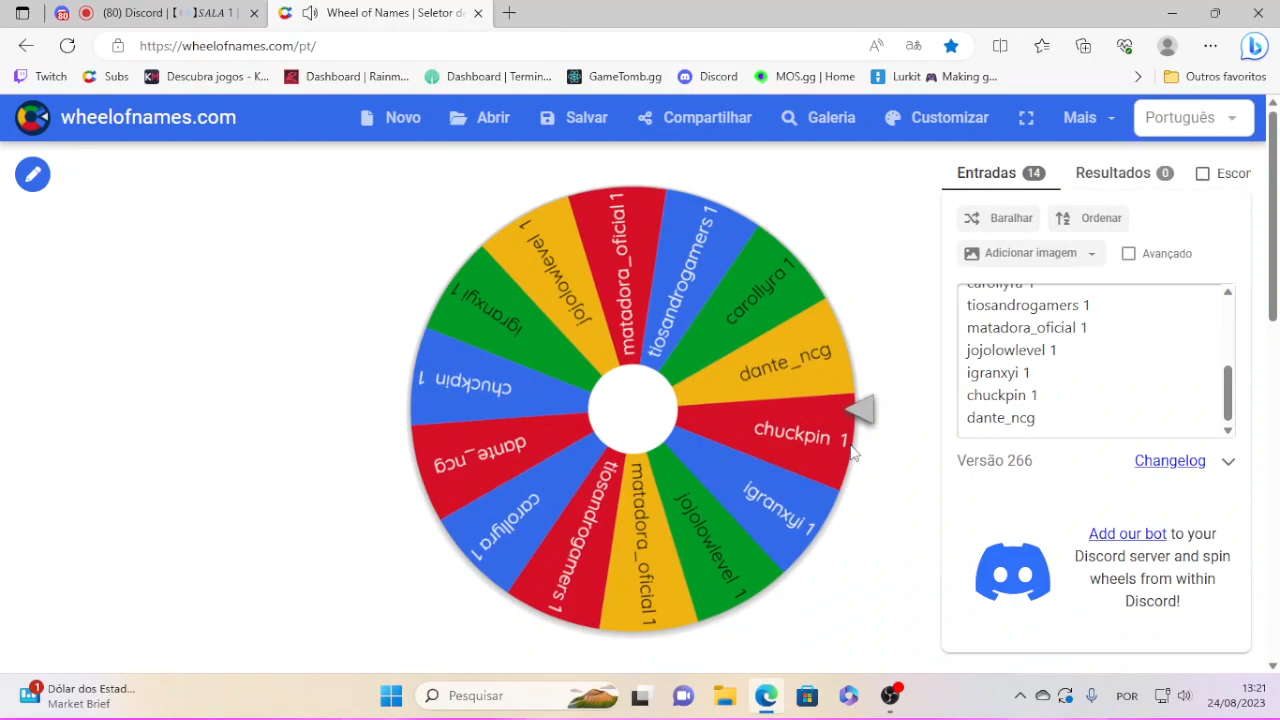 (80) Discord | SALA 1 |
Wheel of Names | Seletor de
https://wheelofnames.com/pt/
Twitch
Subs
Descubra jogos - K...
Dashboard | Rainm...
Dashboard | Termin...
GameTomb.gg
Discord
MOS.gg | Home
Lurkit 🎮 Making g...
Outros favoritos
wheelofnames.com
Novo
Abrir
Salvar
Compartilhar
Galeria
Customizar
Mais
Português
Entradas 14
Resultados 0
Escon
Baralhar
Ordenar
Adicionar imagem
Avançado
carollyra 1
tiosandrogamers 1
matadora_oficial 1
jojolowlevel 1
igranxyi 1
chuckpin 1
dante_ncg
Versão 266
Changelog
Add our bot to your
Discord server and spin
wheels from within
Discord!
matadora_oficial 1
tiosandrogamers 1
carollyra 1
dante_ncg
chuckpin 1
igranxyi 1
jojolowlevel 1
matadora_oficial 1
tiosandrogamers 1
carollyra 1
dante_ncg
chuckpin 1
igranxyi 1
jojolowlevel 1
1
Dólar dos Estad...
Market Brief
Pesquisar
POR
13:21
24/08/2023